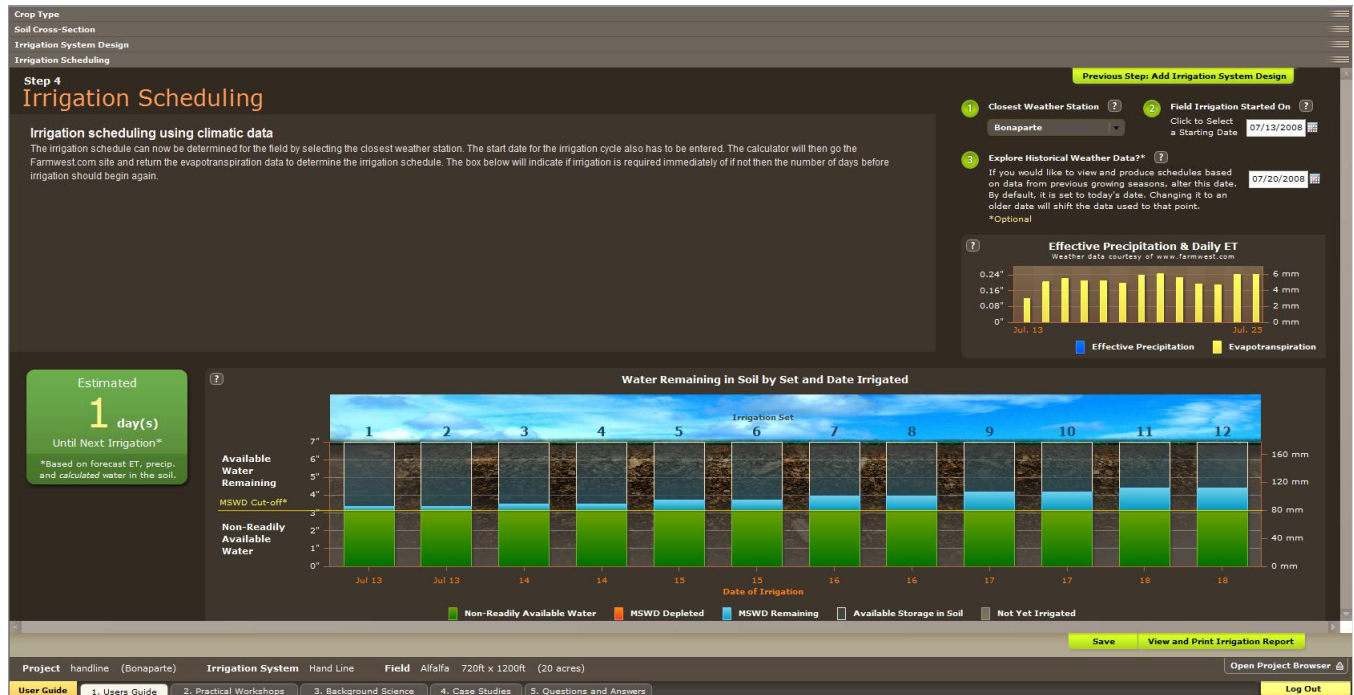 Crop Type
Soil Cross-Section
Irrigation System Design
Irrigation Scheduling
Step 4
Irrigation Scheduling
Previous Step: Add Irrigation System Design
Irrigation scheduling using climatic data
The irrigation schedule can now be determined for the field by selecting the closest weather station. The start date for the irrigation cycle also has to be entered. The calculator will then go the
Farmwest.com site and return the evapotranspiration data to determine the irrigation schedule. The box below will indicate if irrigation is required immediately of if not then the number of days before
irrigation should begin again.
1 Closest Weather Station ?
Bonaparte
2 Field Irrigation Started On ?
Click to Select
a Starting Date
07/13/2008
3 Explore Historical Weather Data?* ?
If you would like to view and produce schedules based
on data from previous growing seasons, alter this date.
By default, it is set to today's date. Changing it to an
older date will shift the data used to that point.
*Optional
07/20/2008
?
Effective Precipitation & Daily ET
Weather data courtesy of www.farmwest.com
0.24" 6 mm
0.16" 4 mm
0.08" 2 mm
0" 0 mm
Jul. 13 Jul. 25
Effective Precipitation Evapotranspiration
Estimated
1 day(s)
Until Next Irrigation*
*Based on forecast ET, precip.
and calculated water in the soil.
?
Water Remaining in Soil by Set and Date Irrigated
Irrigation Set
1 2 3 4 5 6 7 8 9 10 11 12
7"
6"
5"
4"
3"
2"
1"
0"
Available
Water
Remaining
MSWD Cut-off*
Non-Readily
Available
Water
160 mm
120 mm
80 mm
40 mm
0 mm
Jul 13 Jul 13 14 14 15 15 16 16 17 17 18 18
Date of Irrigation
Non-Readily Available Water MSWD Depleted MSWD Remaining Available Storage in Soil Not Yet Irrigated
Save View and Print Irrigation Report
Project handline (Bonaparte) Irrigation System Hand Line Field Alfalfa 720ft x 1200ft (20 acres)
Open Project Browser
User Guide 1. Users Guide 2. Practical Workshops 3. Background Science 4. Case Studies 5. Questions and Answers
Log Out